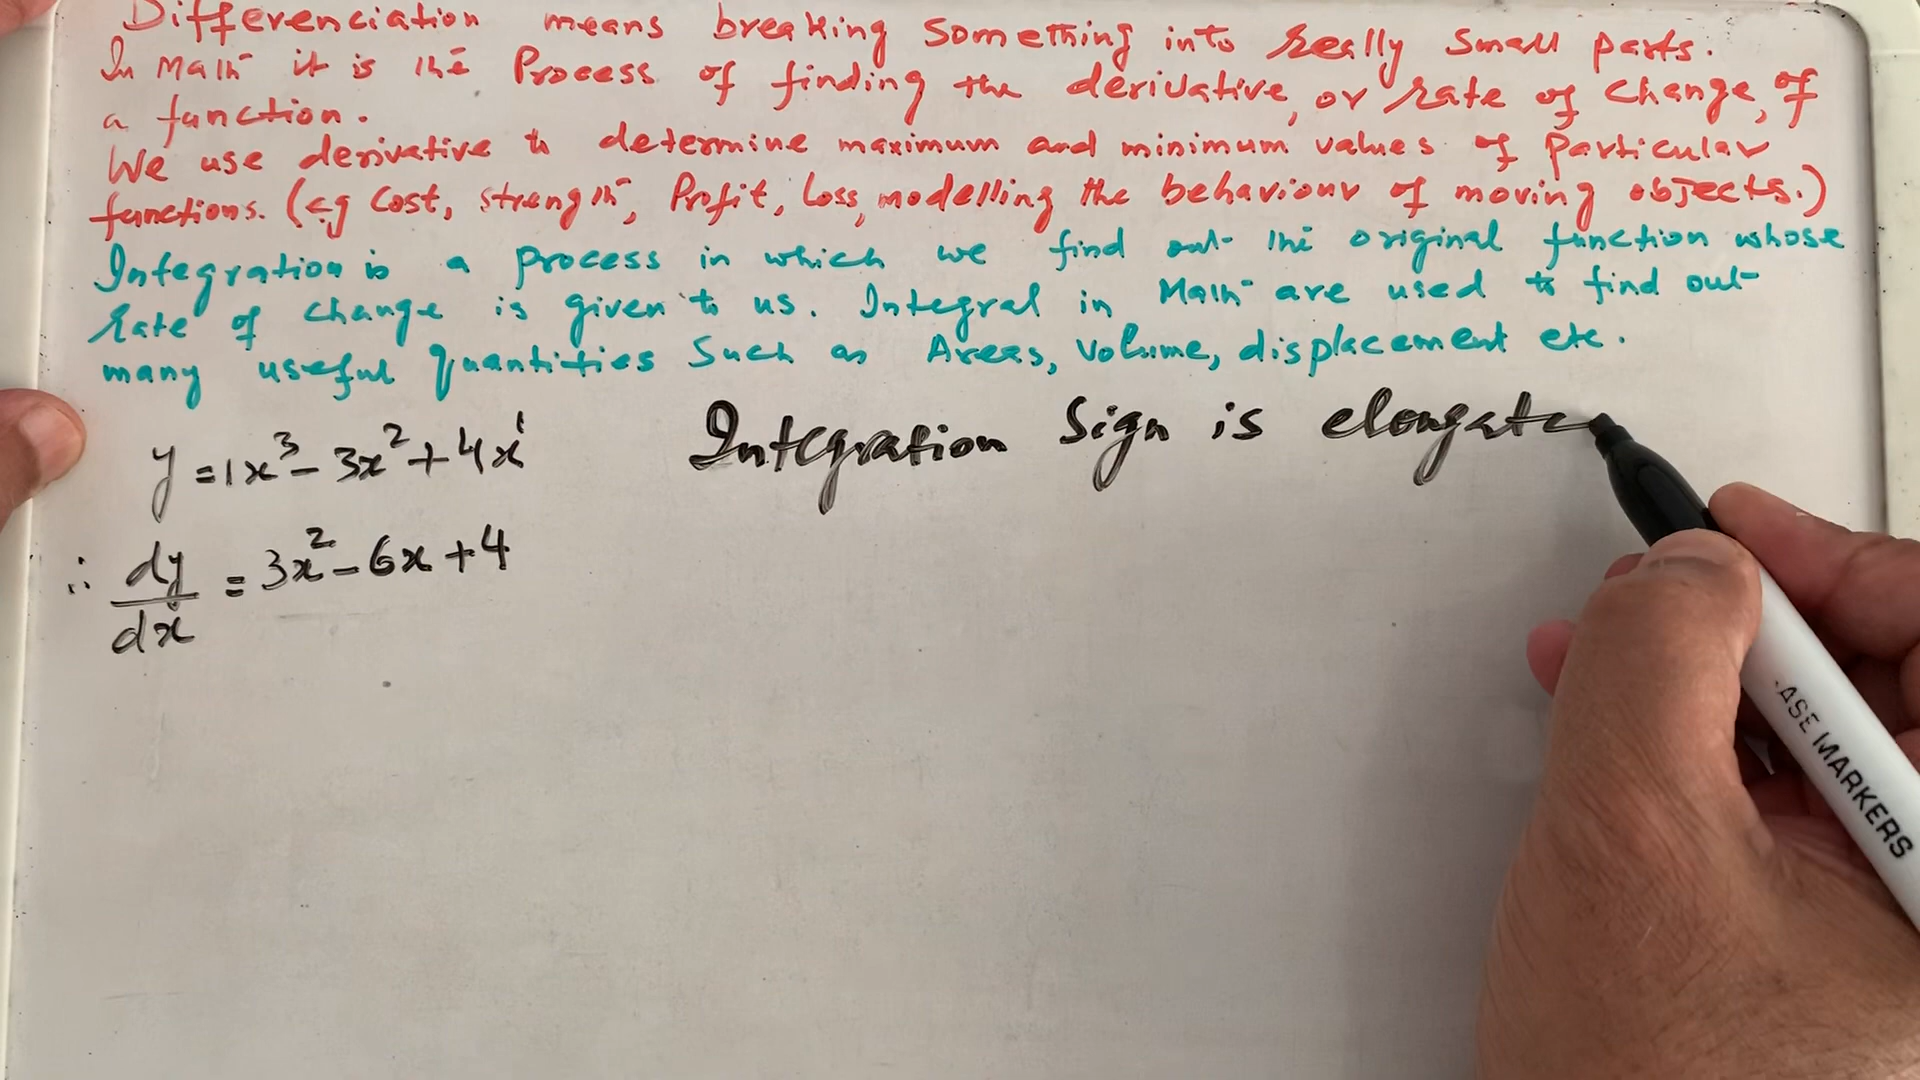 Differenciation means breaking something into really small parts.
In Math it is the Process of finding the derivative, or rate of change, of
a function.
We use derivative to determine maximum and minimum values of particular
functions. (eg Cost, strength, Profit, Loss, modelling the behaviour of moving objects.)
Integration is a process in which we find out the original function whose
rate of change is given to us. Integral in Math are used to find out
many useful quantities such as Areas, volume, displacement etc.
y = 1x³ - 3x² + 4x¹
Integration Sign is elongate
∴ dy/dx = 3x² - 6x + 4
ASE MARKERS